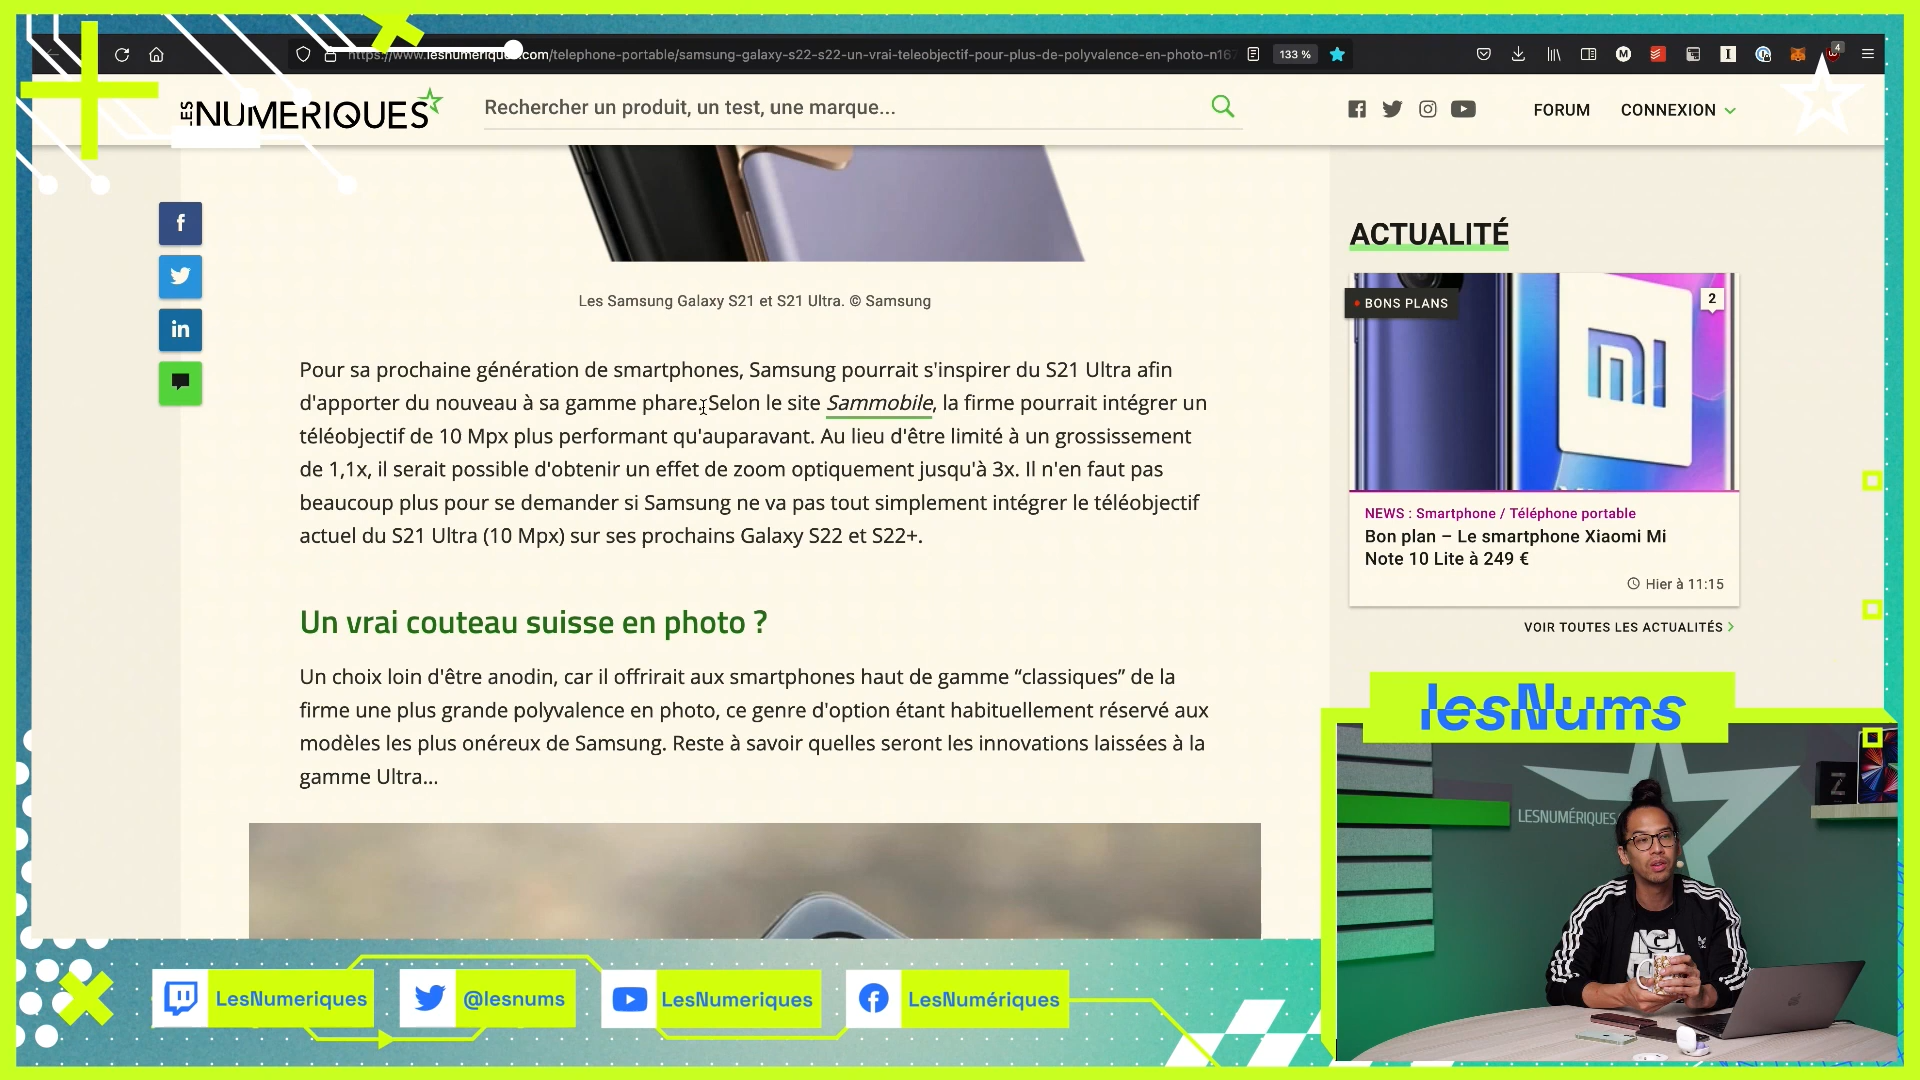 https://www.lesnumeriques.com/telephone-portable/samsung-galaxy-s22-s22-un-vrai-teleobjectif-pour-plus-de-polyvalence-en-photo-n167
133 %
4
LES NUMERIQUES
Rechercher un produit, un test, une marque...
FORUM
CONNEXION
Les Samsung Galaxy S21 et S21 Ultra. © Samsung
Pour sa prochaine génération de smartphones, Samsung pourrait s'inspirer du S21 Ultra afin
d'apporter du nouveau à sa gamme phare. Selon le site Sammobile, la firme pourrait intégrer un
téléobjectif de 10 Mpx plus performant qu'auparavant. Au lieu d'être limité à un grossissement
de 1,1x, il serait possible d'obtenir un effet de zoom optiquement jusqu'à 3x. Il n'en faut pas
beaucoup plus pour se demander si Samsung ne va pas tout simplement intégrer le téléobjectif
actuel du S21 Ultra (10 Mpx) sur ses prochains Galaxy S22 et S22+.
Un vrai couteau suisse en photo ?
Un choix loin d'être anodin, car il offrirait aux smartphones haut de gamme “classiques” de la
firme une plus grande polyvalence en photo, ce genre d'option étant habituellement réservé aux
modèles les plus onéreux de Samsung. Reste à savoir quelles seront les innovations laissées à la
gamme Ultra...
ACTUALITÉ
BONS PLANS
2
NEWS : Smartphone / Téléphone portable
Bon plan – Le smartphone Xiaomi Mi
Note 10 Lite à 249 €
Hier à 11:15
VOIR TOUTES LES ACTUALITÉS
lesNums
LESNUMÉRIQUES
LesNumeriques
@lesnums
LesNumeriques
LesNumériques